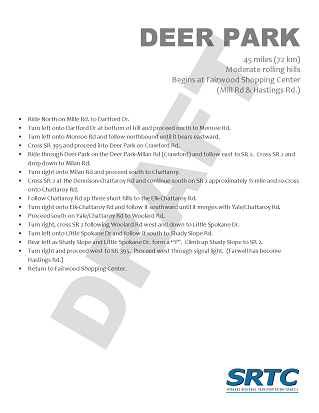 DEER PARK
45 miles (72 km)
Moderate rolling hills
Begins at Fairwood Shopping Center
(Mill Rd & Hastings Rd.)
• Ride North on Mille Rd. to Dartford Dr.
• Turn left onto Dartford Dr at bottom of hill and proceed north to Monroe Rd.
• Turn left onto Monroe Rd and follow northbound until it bears eastward.
• Cross SR 395 and proceed into Deer Park on Crawford Rd.
• Ride through Deer Park on the Deer Park-Milan Rd (Crawford) and follow east to SR 2. Cross SR 2 and
drop down to Milan Rd.
• Turn right onto Milan Rd and proceed south to Chattaroy.
• Cross SR 2 at the Dennison-Chattaroy Rd and continue south on SR 2 approximately ½ mile and re-cross
onto Chattaroy Rd.
• Follow Chattaroy Rd up three short hills to the Elk-Chattaroy Rd.
• Turn right onto Elk-Chattaroy Rd and follow it southward until it merges with Yale/Chattaroy Rd.
• Proceed south on Yale/Chattaroy Rd to Woolard Rd.
• Turn right, cross SR 2 following Woolard Rd west and down to Little Spokane Dr.
• Turn left onto Little Spokane Dr and follow it south to Shady Slope Rd.
• Bear left as Shady Slope and Little Spokane Dr. form a "Y". Climb up Shady Slope to SR 2.
• Turn right and proceed west to SR 395. Proceed west through signal light. (Farwell has become
Hastings Rd.)
• Return to Fairwood Shopping Center.
DRAFT
SRTC
SPOKANE REGIONAL TRANSPORTATION COUNCIL